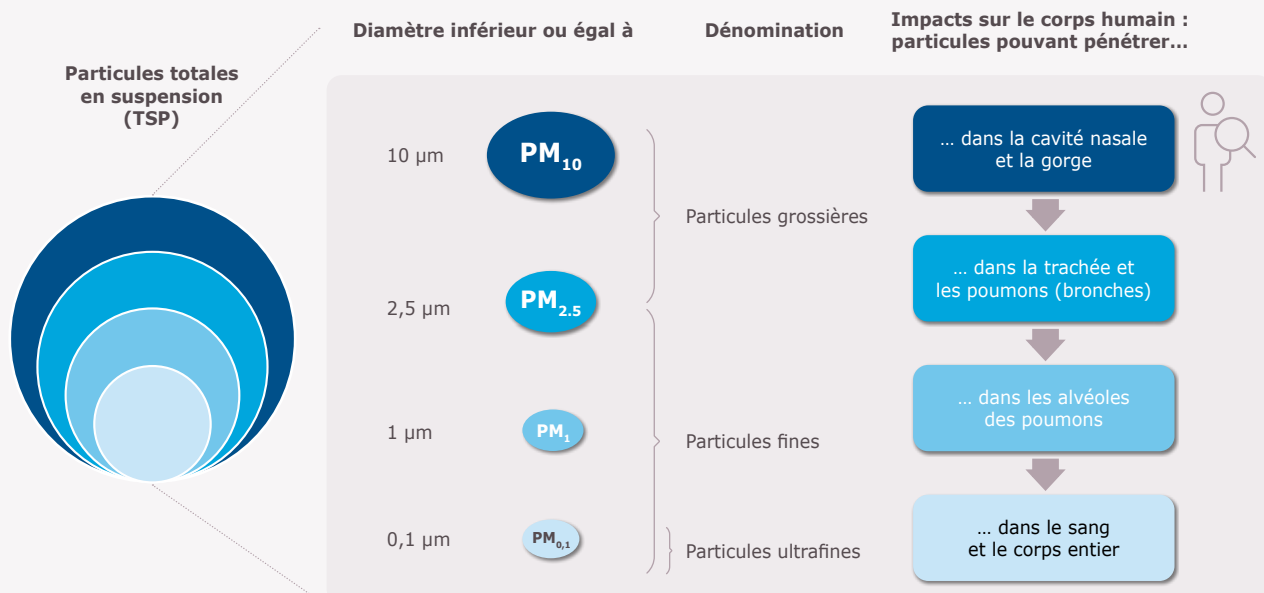 Particules totales
en suspension
(TSP)
Diamètre inférieur ou égal à
Dénomination
Impacts sur le corps humain :
particules pouvant pénétrer…
10 µm
PM₁₀
Particules grossières
2,5 µm
PM₂.₅
1 µm
PM₁
Particules fines
0,1 µm
PM₀,₁
Particules ultrafines
… dans la cavité nasale
et la gorge
… dans la trachée et
les poumons (bronches)
… dans les alvéoles
des poumons
… dans le sang
et le corps entier